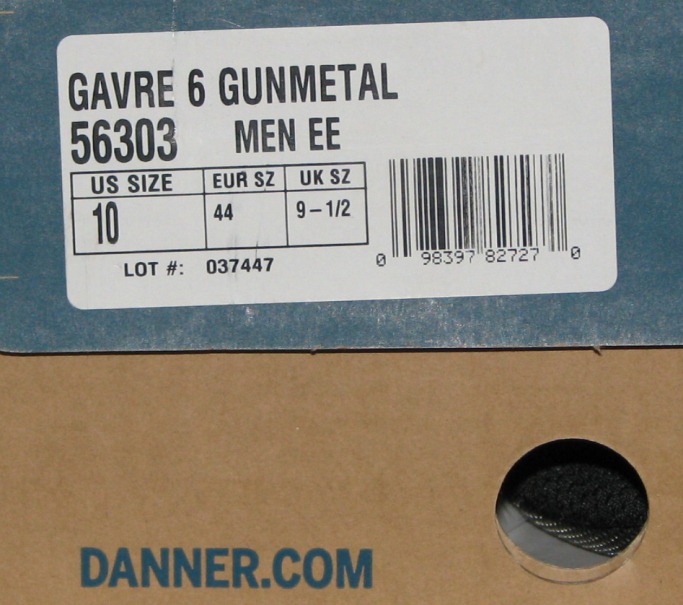 GAVRE 6 GUNMETAL
56303 MEN EE
US SIZE EUR SZ UK SZ
10 44 9-1/2
LOT #: 037447
0 98397 82727 0
DANNER.COM